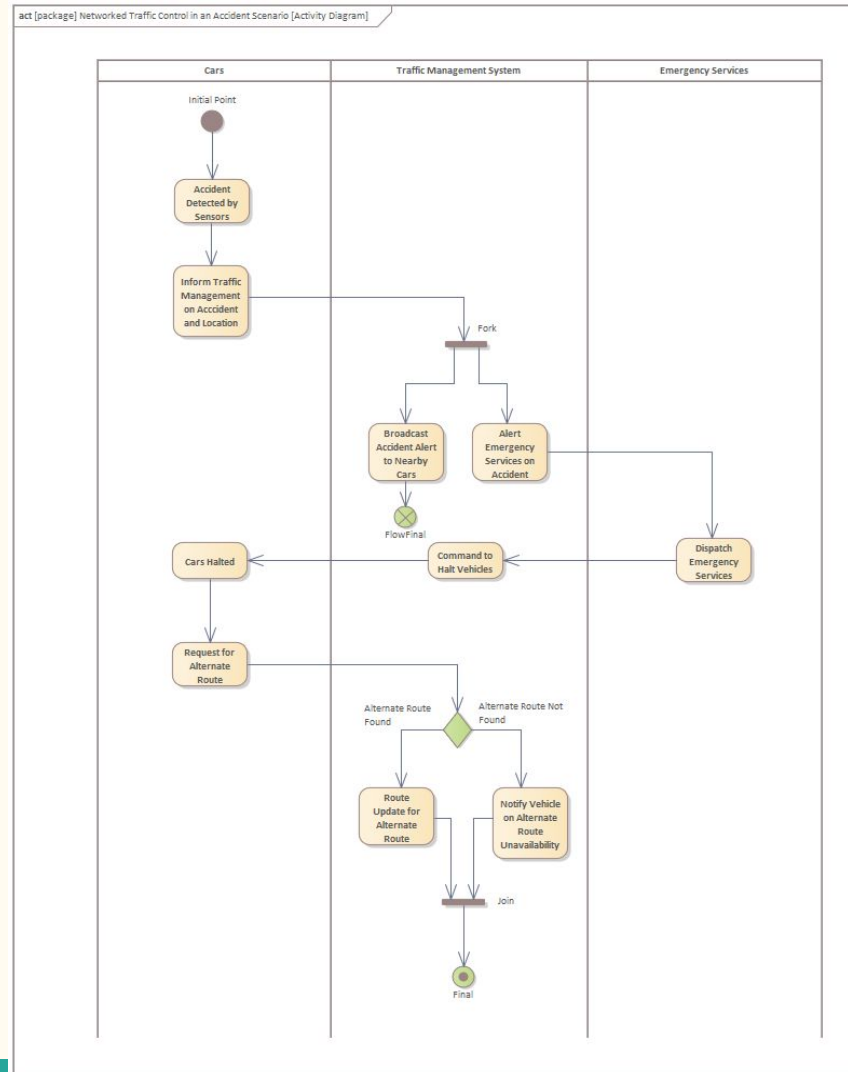 act [package] Networked Traffic Control in an Accident Scenario [Activity Diagram]
Cars
Traffic Management System
Emergency Services
Initial Point
Accident
Detected by
Sensors
Inform Traffic
Management
on Acccident
and Location
Fork
Broadcast
Accident Alert
to Nearby
Cars
Alert
Emergency
Services on
Accident
FlowFinal
Cars Halted
Command to
Halt Vehicles
Dispatch
Emergency
Services
Request for
Alternate
Route
Alternate Route
Found
Alternate Route Not
Found
Route
Update for
Alternate
Route
Notify Vehicle
on Alternate
Route
Unavailability
Join
Final